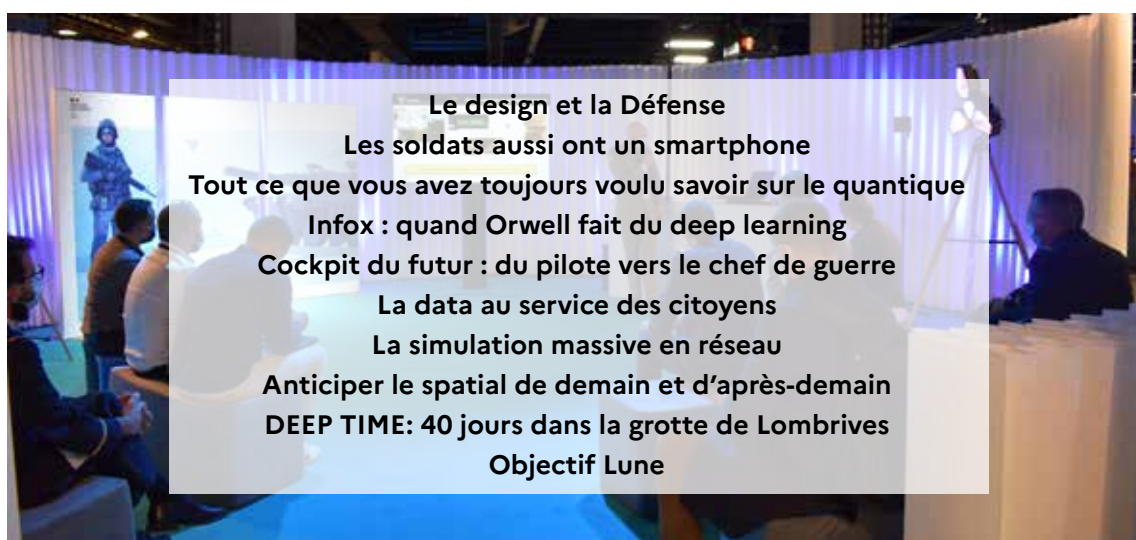 Le design et la Défense
Les soldats aussi ont un smartphone
Tout ce que vous avez toujours voulu savoir sur le quantique
Infox : quand Orwell fait du deep learning
Cockpit du futur : du pilote vers le chef de guerre
La data au service des citoyens
La simulation massive en réseau
Anticiper le spatial de demain et d’après-demain
DEEP TIME: 40 jours dans la grotte de Lombrives
Objectif Lune